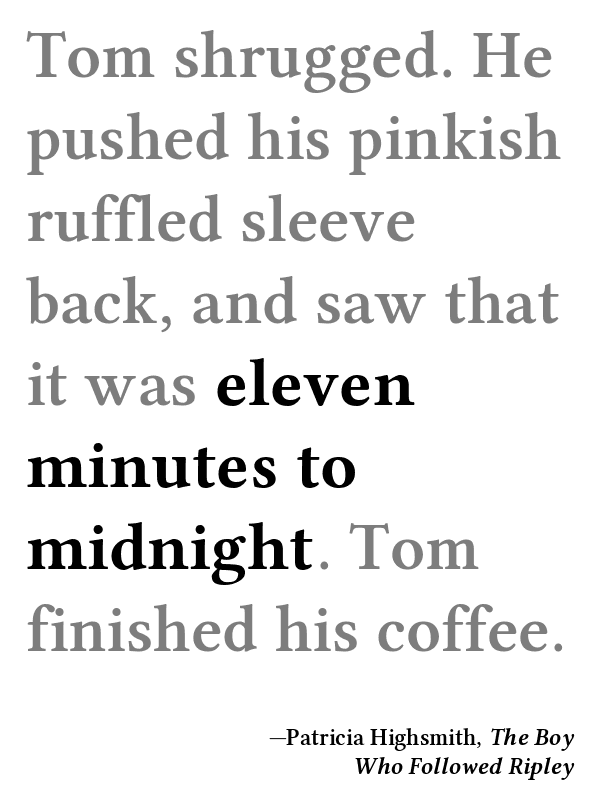 Tom shrugged. He
pushed his pinkish
ruffled sleeve
back, and saw that
it was eleven
minutes to
midnight. Tom
finished his coffee.
—Patricia Highsmith, The Boy
Who Followed Ripley